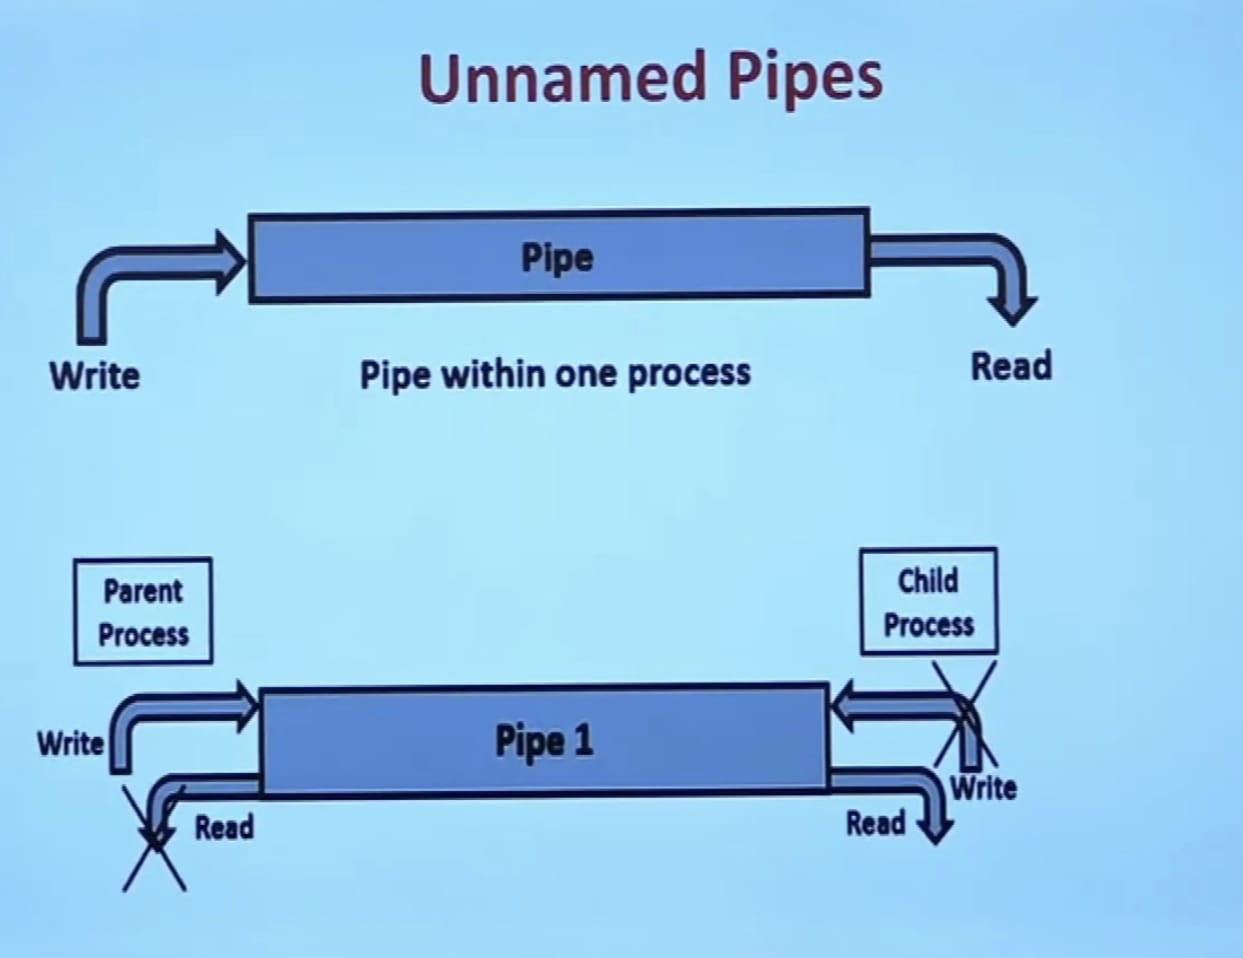 Unnamed Pipes
Pipe
Write
Pipe within one process
Read
Parent
Process
Child
Process
Write
Pipe 1
Write
Read
Read